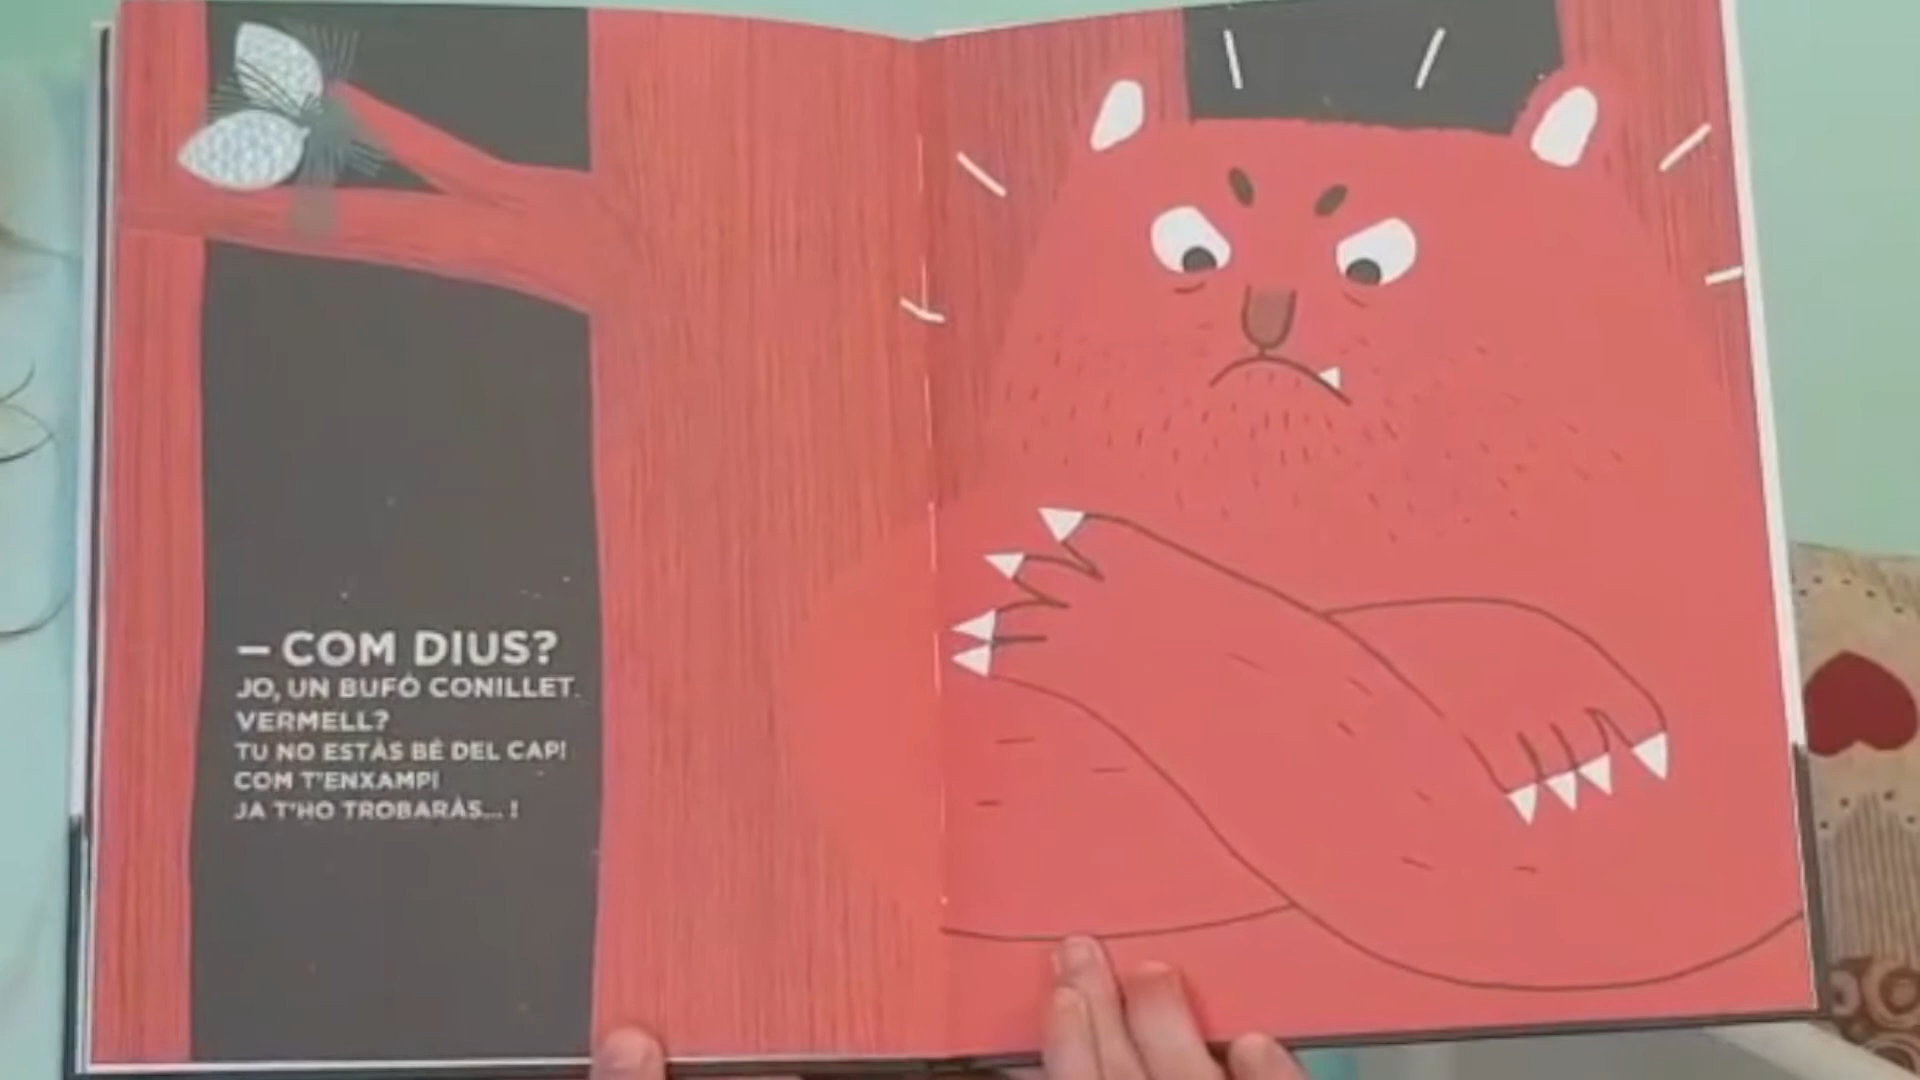 — COM DIUS?
JO, UN BUFÓ CONILLET
VERMELL?
TU NO ESTÀS BÉ DEL CAP!
COM T'ENXAMPI
JA T'HO TROBARÀS... !